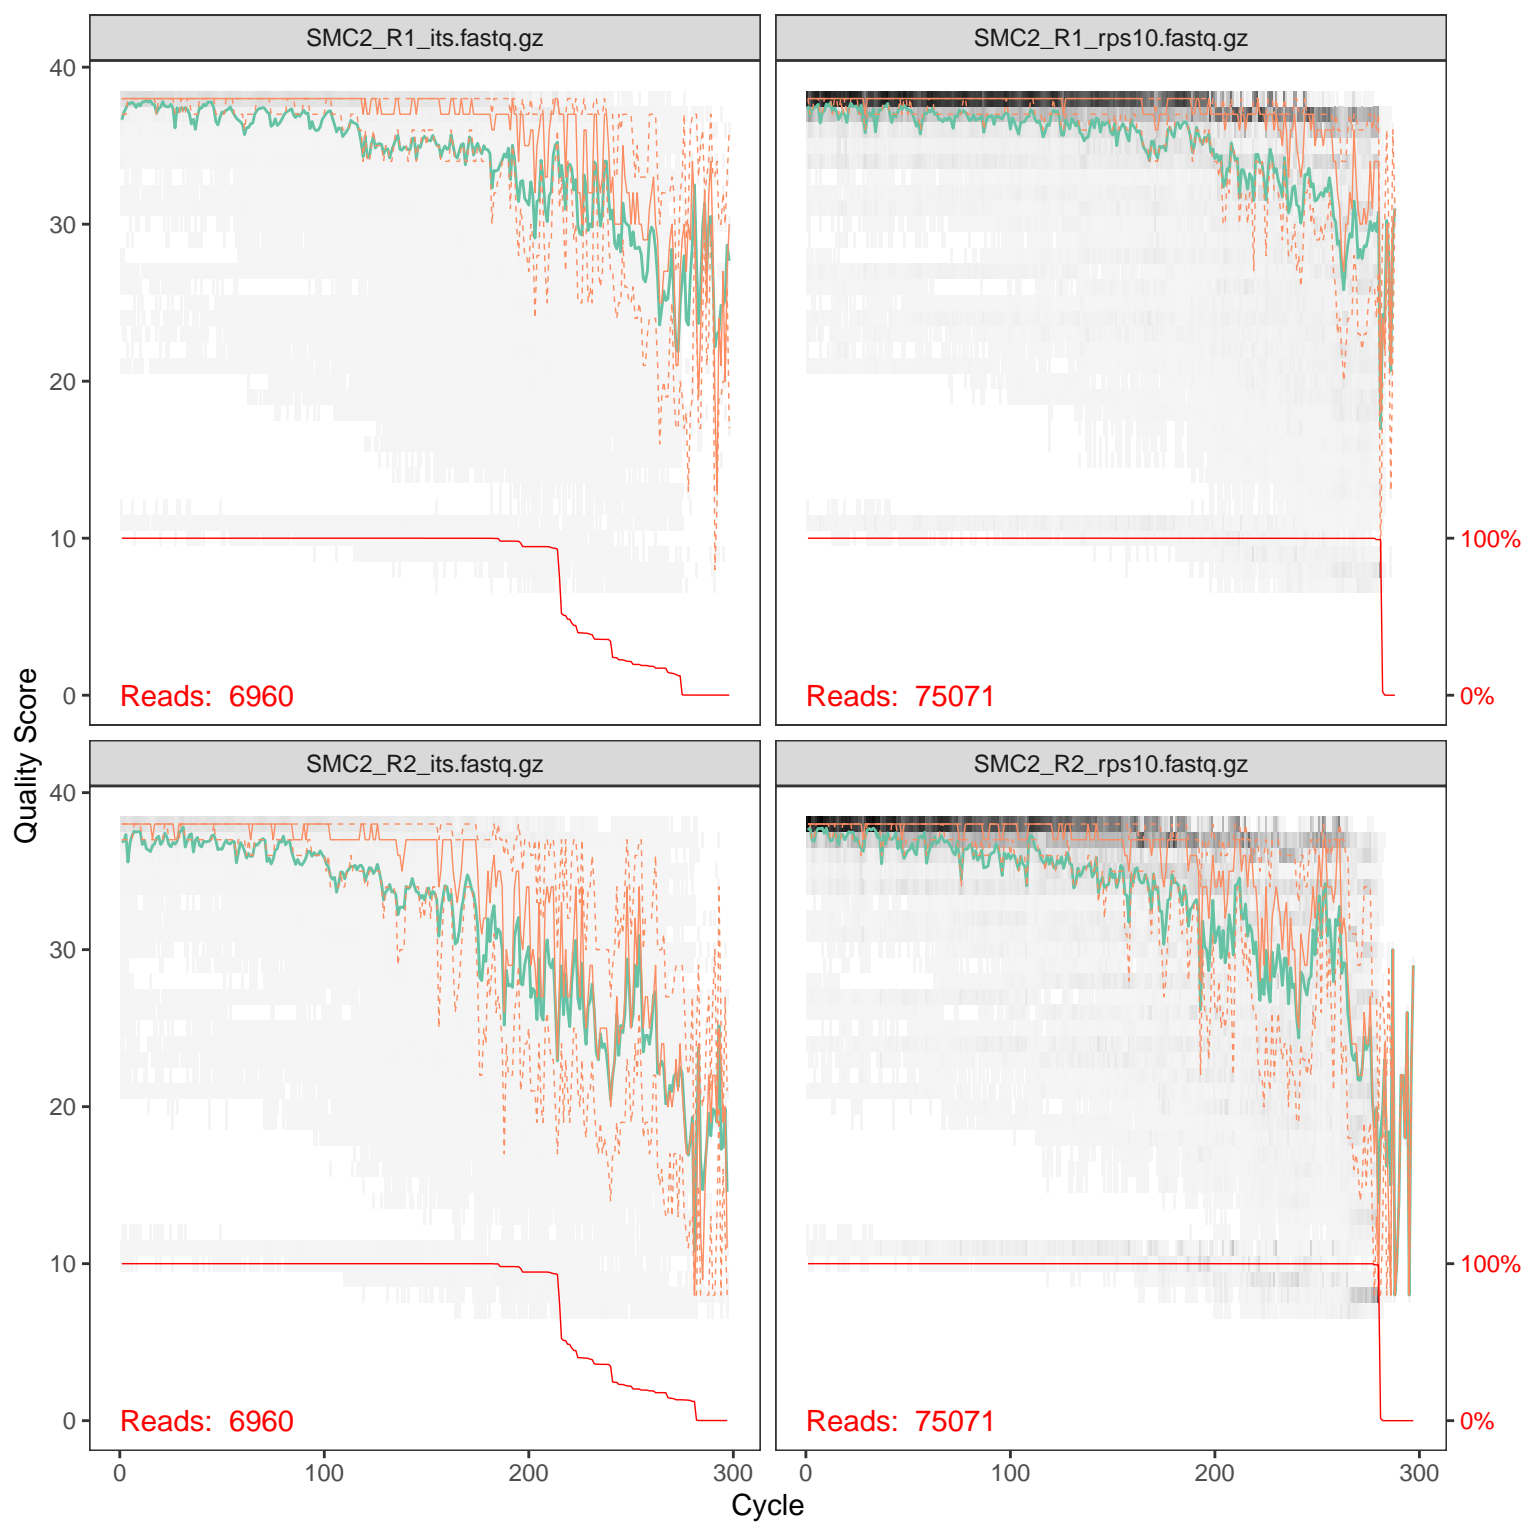 SMC2_R1_its.fastq.gz
SMC2_R1_rps10.fastq.gz
40
30
20
10
0
Reads: 6960
Reads: 75071
100%
0%
Quality Score
SMC2_R2_its.fastq.gz
SMC2_R2_rps10.fastq.gz
40
30
20
10
0
Reads: 6960
Reads: 75071
100%
0%
0 100 200 300
0 100 200 300
Cycle